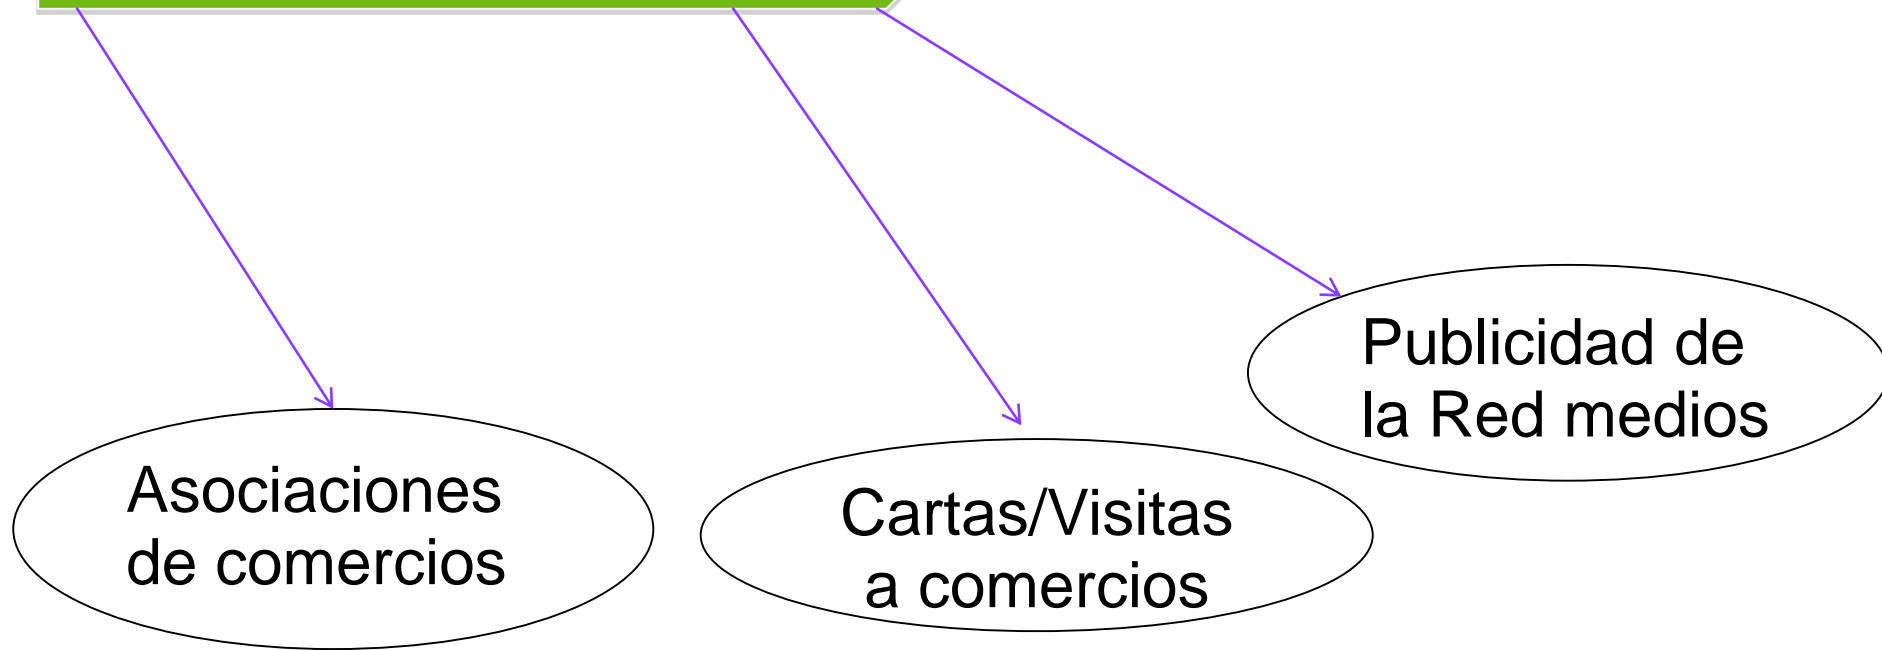 Publicidad de
la Red medios
Asociaciones
de comercios
Cartas/Visitas
a comercios